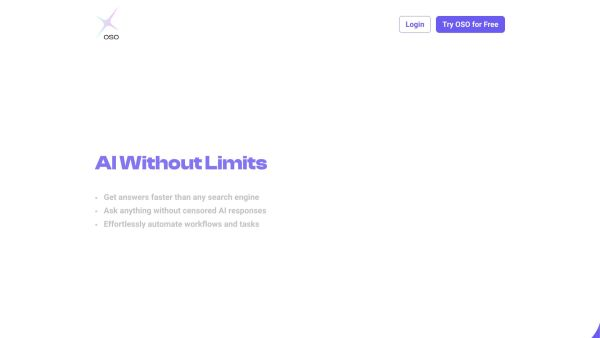 OSO
Login
Try OSO for Free
AI Without Limits
• Get answers faster than any search engine
• Ask anything without censored AI responses
• Effortlessly automate workflows and tasks